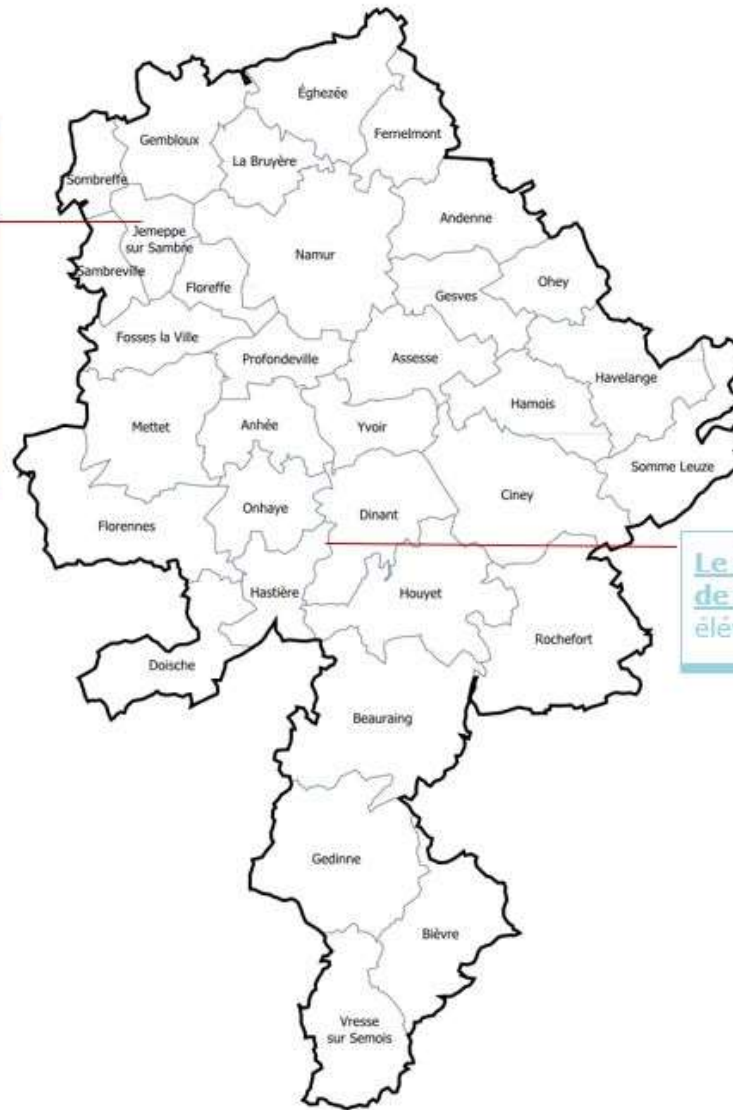 Éghezée
Gembloux
Fernelmont
La Bruyère
Sombreffe
Andenne
Jemeppe
sur Sambre
Namur
Sambreville
Floreffe
Ohey
Gesves
Fosses la Ville
Profondeville
Assesse
Havelange
Hamois
Mettet
Anhée
Yvoir
Somme Leuze
Ciney
Onhaye
Dinant
Florennes
Le
de
élé
Hastière
Houyet
Rochefort
Doische
Beauraing
Gedinne
Bièvre
Vresse
sur Semois